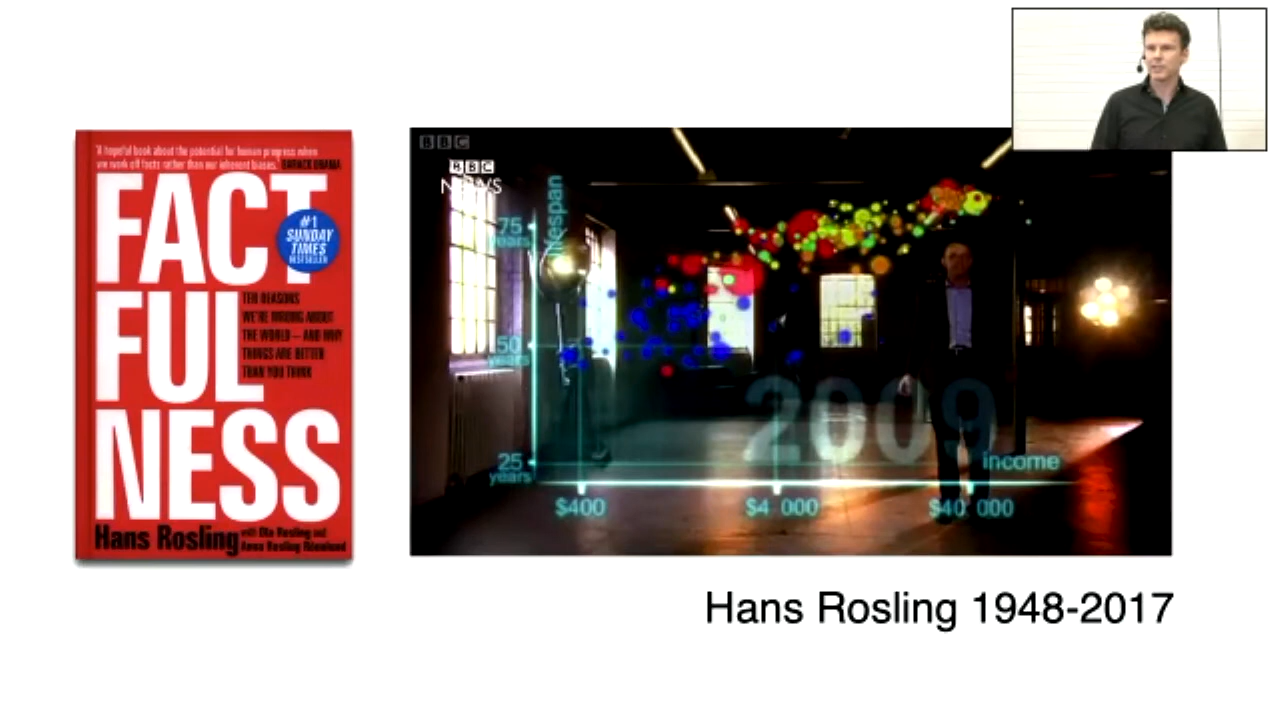 'A hopeful book about the potential for human progress when
we work off facts rather than our inherent biases.' BARACK OBAMA
FACT
FUL
NESS
#1
SUNDAY
TIMES
BESTSELLER
TEN REASONS
WE'RE WRONG ABOUT
THE WORLD – AND WHY
THINGS ARE BETTER
THAN YOU THINK
Hans Rosling with Ola Rosling and
Anna Rosling Rönnlund
BBC
BBC
NEWS
lifespan
75
years
50
years
25
years
2009
income
$400
$4 000
$40 000
Hans Rosling 1948-2017